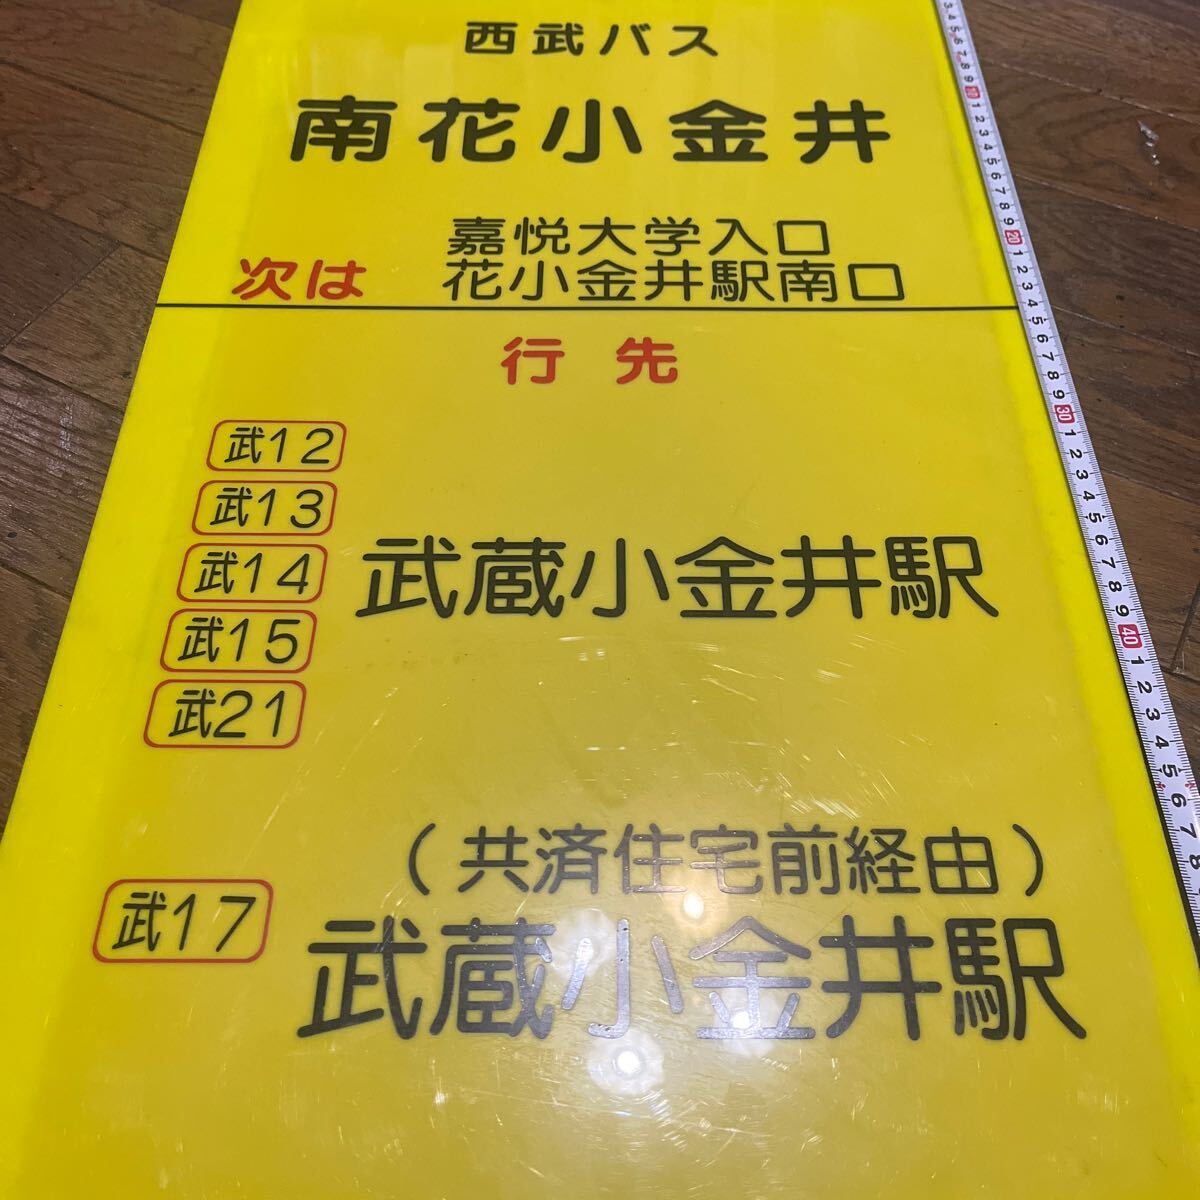 西武バス
南花小金井
嘉悦大学入口
次は 花小金井駅南口
行先
武12
武13
武14 武蔵小金井駅
武15
武21
(共済住宅前経由)
武17 武蔵小金井駅